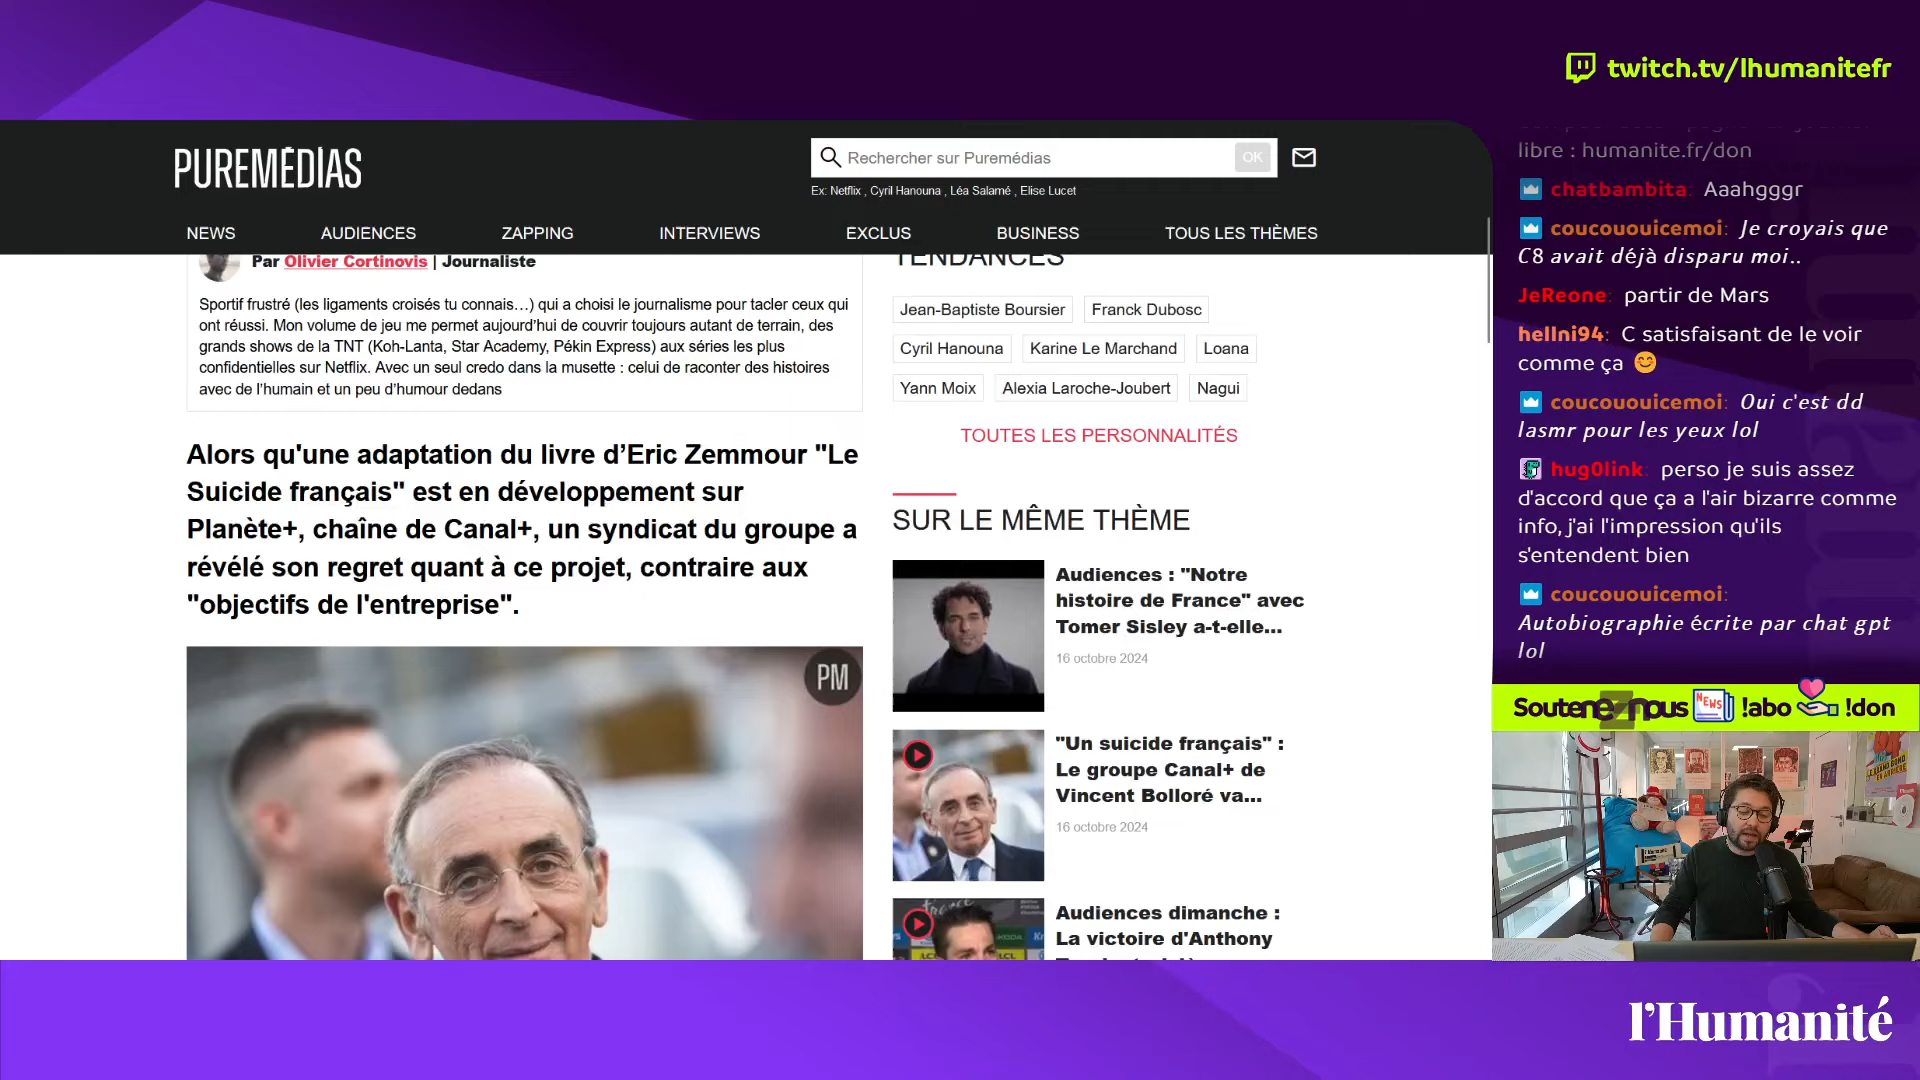 twitch.tv/lhumanitefr
PUREMÉDIAS
Rechercher sur Purемédias
OK
Ex: Netflix , Cyril Hanouna , Léa Salamé , Elise Lucet
NEWS
AUDIENCES
ZAPPING
INTERVIEWS
EXCLUS
BUSINESS
TOUS LES THÈMES
Par Olivier Cortinovis | Journaliste
Sportif frustré (les ligaments croisés tu connais…) qui a choisi le journalisme pour tacler ceux qui
ont réussi. Mon volume de jeu me permet aujourd'hui de couvrir toujours autant de terrain, des
grands shows de la TNT (Koh-Lanta, Star Academy, Pékin Express) aux séries les plus
confidentielles sur Netflix. Avec un seul credo dans la musette : celui de raconter des histoires
avec de l'humain et un peu d'humour dedans
Alors qu'une adaptation du livre d'Eric Zemmour "Le
Suicide français" est en développement sur
Planète+, chaîne de Canal+, un syndicat du groupe a
révélé son regret quant à ce projet, contraire aux
"objectifs de l'entreprise".
PM
TENDANCES
Jean-Baptiste Boursier
Franck Dubosc
Cyril Hanouna
Karine Le Marchand
Loana
Yann Moix
Alexia Laroche-Joubert
Nagui
TOUTES LES PERSONNALITÉS
SUR LE MÊME THÈME
Audiences : "Notre
histoire de France" avec
Tomer Sisley a-t-elle...
16 octobre 2024
"Un suicide français" :
Le groupe Canal+ de
Vincent Bolloré va...
16 octobre 2024
Audiences dimanche :
La victoire d'Anthony
libre : humanite.fr/don
chatbambita: Aaahgggr
coucououicemoi: Je croyais que
C8 avait déjà disparu moi..
JeReone: partir de Mars
hellni94: C satisfaisant de le voir
comme ça 😊
coucououicemoi: Oui c'est dd
lasmr pour les yeux lol
hug0link: perso je suis assez
d'accord que ça a l'air bizarre comme
info, j'ai l'impression qu'ils
s'entendent bien
coucououicemoi:
Autobiographie écrite par chat gpt
lol
Soutenez-nous NEWS !abo !don
l'Humanité